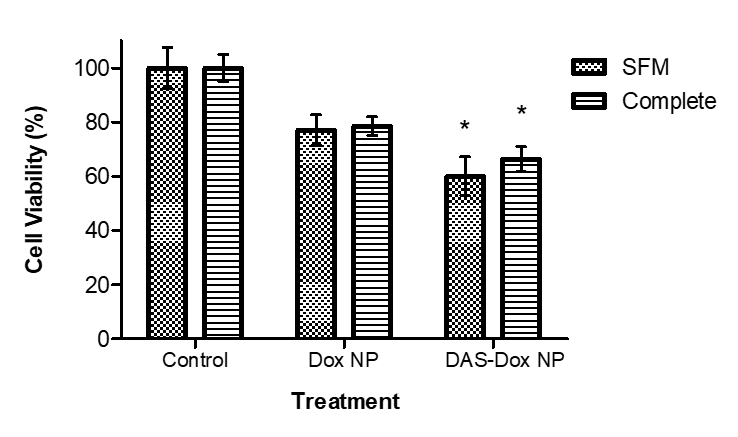 SFM
Complete
Cell Viability (%)
100
80
60
40
20
0
*
*
Control
Dox NP
DAS-Dox NP
Treatment